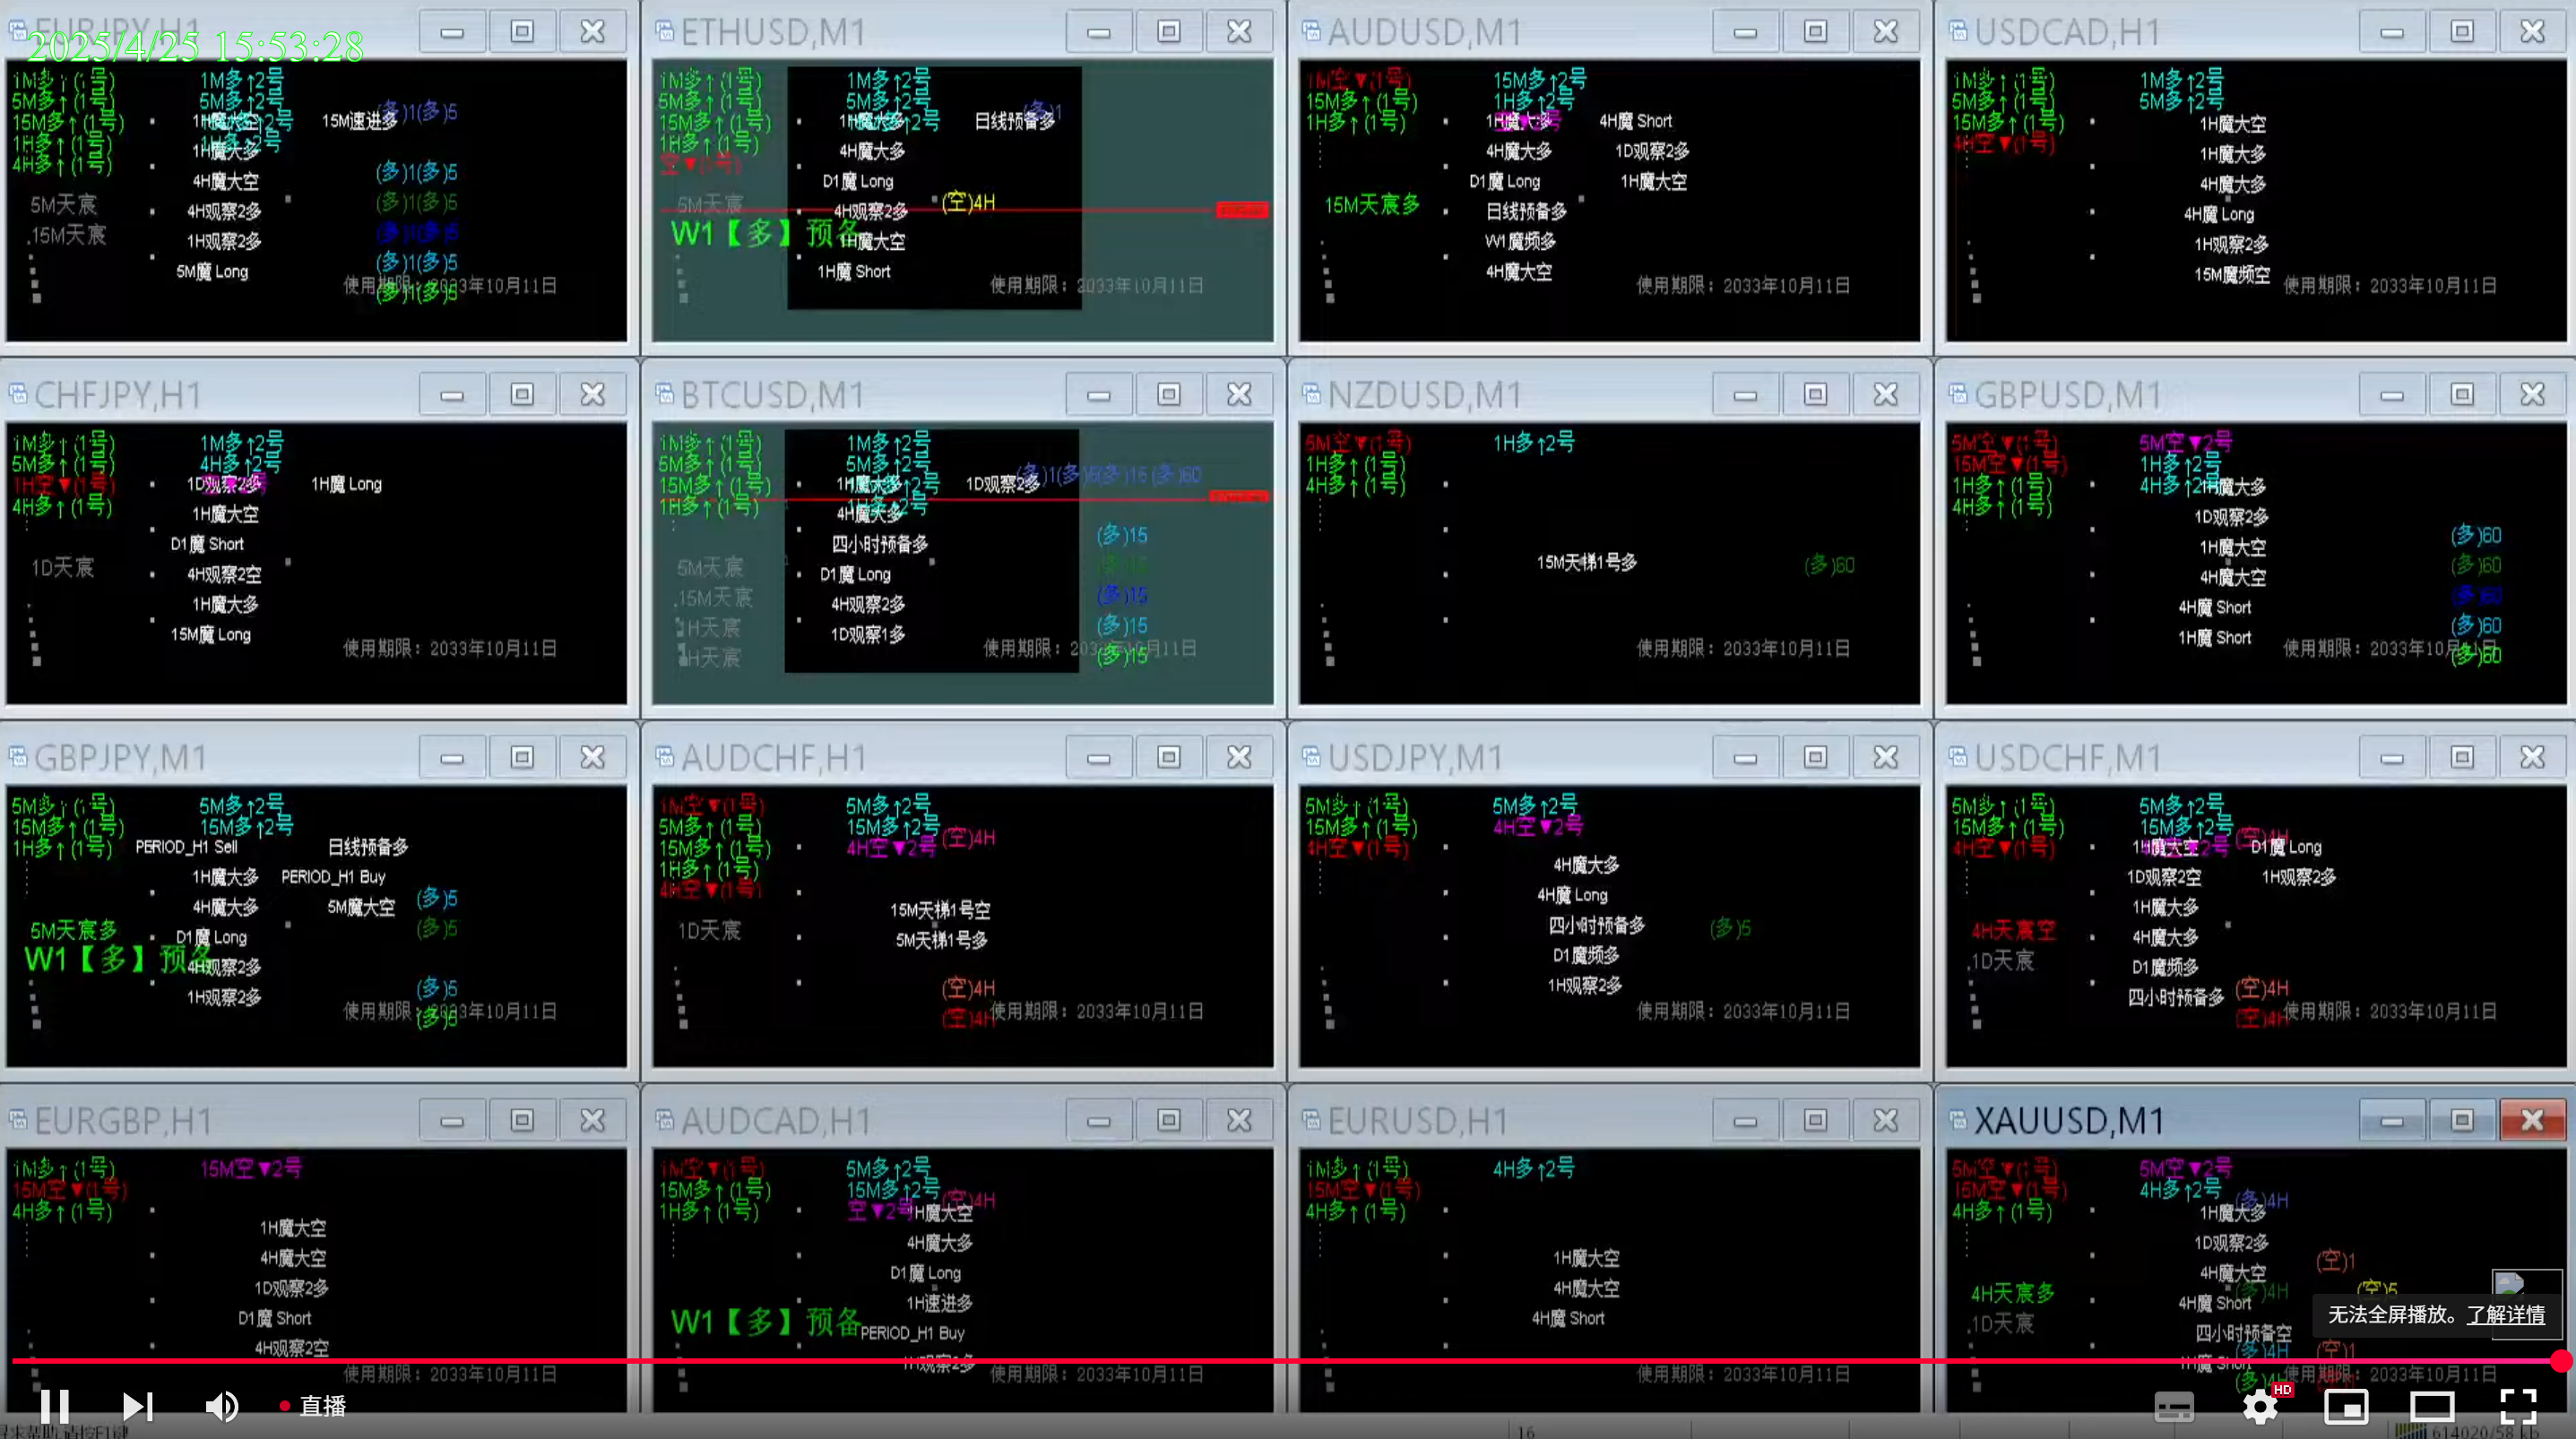 EURJPY,H1
2025/4/25 15:53:28
1M多↑(1号)
5M多↑(1号)
15M多↑(1号)
1H多↑(1号)
4H多↑(1号)
1M多↑2号
5M多↑2号
1H魔大空
15M速进多
(多)1(多)5
1H魔大多
4H魔大空
(多)1(多)5
4H观察2多
(多)1(多)5
1H观察2多
(多)1(多)5
5M魔 Long
(多)1(多)5
(多)1(多)5
5M天宸
15M天宸
使用期限：2033年10月11日
ETHUSD,M1
1M多↑(1号)
5M多↑(1号)
15M多↑(1号)
1H多↑(1号)
空▼(1号)
1M多↑2号
5M多↑2号
1H魔大多
日线预备多
(多)1
4H魔大多
D1魔 Long
4H观察2多
(空)4H
1H魔大空
1H魔 Short
5M天宸
W1【多】预备
使用期限：2033年10月11日
AUDUSD,M1
1M空▼(1号)
15M多↑(1号)
1H多↑(1号)
15M多↑2号
1H多↑2号
1H魔大多
4H魔 Short
4H魔大多
1D观察2多
D1魔 Long
1H魔大空
日线预备多
W1魔频多
4H魔大空
15M天宸多
使用期限：2033年10月11日
USDCAD,H1
1M多↑(1号)
5M多↑(1号)
15M多↑(1号)
4H空▼(1号)
1M多↑2号
5M多↑2号
1H魔大空
1H魔大多
4H魔大多
4H魔 Long
1H观察2多
15M魔频空
使用期限：2033年10月11日
CHFJPY,H1
1M多↑(1号)
5M多↑(1号)
1H空▼(1号)
4H多↑(1号)
1M多↑2号
4H多↑2号
1D观察2多
1H魔 Long
1H魔大空
D1魔 Short
4H观察2空
1H魔大多
15M魔 Long
1D天宸
使用期限：2033年10月11日
BTCUSD,M1
1M多↑(1号)
5M多↑(1号)
15M多↑(1号)
1H多↑(1号)
1M多↑2号
5M多↑2号
1H魔大多
1D观察2多
(多)1(多)5(多)15(多)60
4H魔大多
四小时预备多
(多)15
D1魔 Long
4H观察2多
(多)15
1D观察1多
(多)15
(多)15
5M天宸
15M天宸
1H天宸
使用期限：2033年10月11日
NZDUSD,M1
5M空▼(1号)
1H多↑(1号)
4H多↑(1号)
1H多↑2号
15M天梯1号多
(多)60
使用期限：2033年10月11日
GBPUSD,M1
5M空▼(1号)
15M空▼(1号)
1H多↑(1号)
4H多↑(1号)
5M空▼2号
1H多↑2号
4H多↑2号
1H魔大多
1D观察2多
1H魔大空
4H魔大空
4H魔 Short
1H魔 Short
(多)60
(多)60
(多)60
(多)60
(多)60
使用期限：2033年10月11日
GBPJPY,M1
5M多↑(1号)
15M多↑(1号)
1H多↑(1号)
5M多↑2号
15M多↑2号
PERIOD_H1 Sell
日线预备多
1H魔大多
PERIOD_H1 Buy
4H魔大多
5M魔大空
D1魔 Long
4H观察2多
1H观察2多
(多)5
(多)5
(多)5
(多)5
5M天宸多
W1【多】预备
使用期限：2033年10月11日
AUDCHF,H1
1M空▼(1号)
5M多↑(1号)
15M多↑(1号)
1H多↑(1号)
4H空▼(1号)
5M多↑2号
15M多↑2号
4H空▼2号
(空)4H
15M天梯1号空
5M天梯1号多
(空)4H
(空)4H
1D天宸
使用期限：2033年10月11日
USDJPY,M1
5M多↑(1号)
15M多↑(1号)
4H空▼(1号)
5M多↑2号
4H空▼2号
4H魔大多
4H魔 Long
四小时预备多
(多)5
D1魔频多
1H观察2多
使用期限：2033年10月11日
USDCHF,M1
5M多↑(1号)
15M多↑(1号)
4H空▼(1号)
5M多↑2号
15M多↑2号
(空)4H
1H魔大空
D1魔 Long
1D观察2空
1H观察2多
1H魔大多
4H魔大多
D1魔频多
四小时预备多
(空)4H
(空)4H
4H天宸空
1D天宸
使用期限：2033年10月11日
EURGBP,H1
1M多↑(1号)
15M空▼(1号)
4H多↑(1号)
15M空▼2号
1H魔大空
4H魔大空
1D观察2多
D1魔 Short
4H观察2空
使用期限：2033年10月11日
AUDCAD,H1
1M空▼(1号)
15M多↑(1号)
1H多↑(1号)
5M多↑2号
15M多↑2号
空▼2号
(空)4H
1H魔大空
4H魔大多
D1魔 Long
1H速进多
PERIOD_H1 Buy
1H观察2多
W1【多】预备
使用期限：2033年10月11日
EURUSD,H1
1M多↑(1号)
15M空▼(1号)
4H多↑(1号)
4H多↑2号
1H魔大空
4H魔大空
4H魔 Short
使用期限：2033年10月11日
XAUUSD,M1
5M空▼(1号)
15M空▼(1号)
4H多↑(1号)
5M空▼2号
4H多↑2号
(多)4H
1H魔大多
1D观察2多
4H魔大空
(空)1
4H魔 Short
(多)4H
(空)5
四小时预备空
1H魔 Short
(多)4H
(空)1
4H天宸多
1D天宸
使用期限：2033年10月11日
无法全屏播放。了解详情
直播
HD
16
614020/58 kb